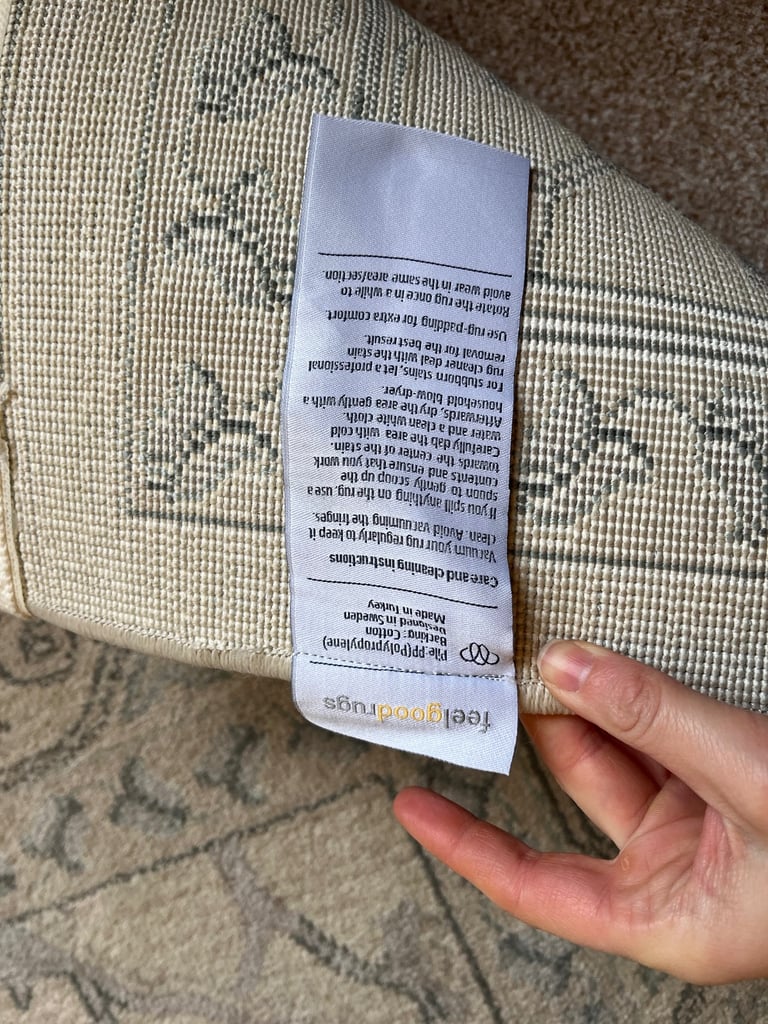 feelgoodrugs
Pile:PP(Polypropylene)
Backing: Cotton
Designed in Sweden
Made in Turkey
Care and cleaning instructions
Vacuum your rug regularly to keep it
clean. Avoid vacuuming the fringes.
If you spill anything on the rug, use a
spoon to gently scoop up the
contents and ensure that you work
towards the center of the stain.
Carefully dab the area with cold
water and a clean white cloth.
Afterwards, dry the area gently with a
household blow-dryer.
For stubborn stains, let a professional
rug cleaner deal with the stain
removal for the best result.
Use rug-padding for extra comfort.
Rotate the rug once in a while to
avoid wear in the same area/section.